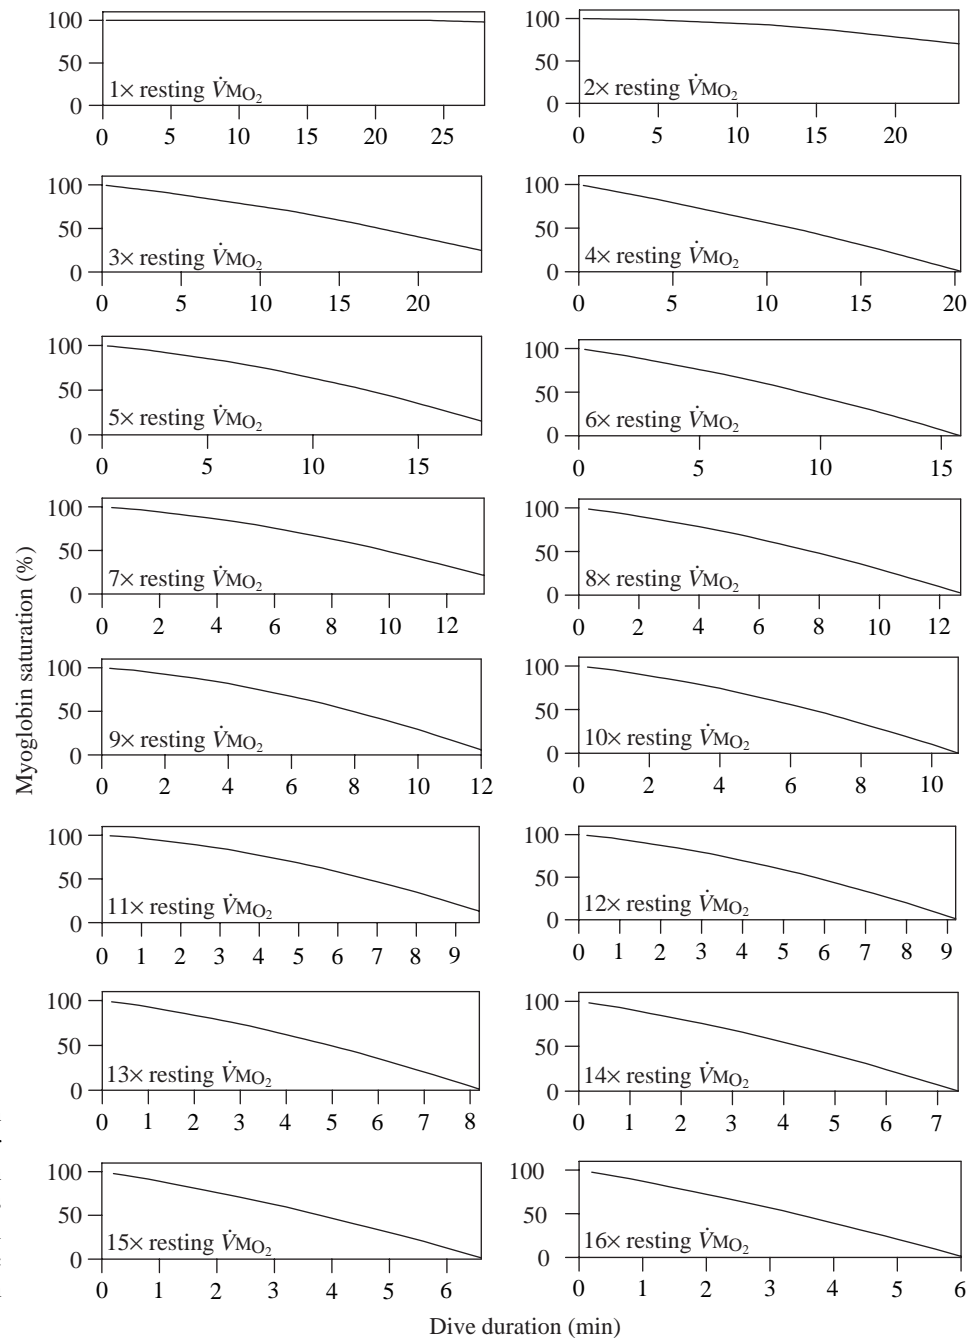 100
50
0
1× resting V̇MO₂
0 5 10 15 20 25
100
50
0
2× resting V̇MO₂
0 5 10 15 20
100
50
0
3× resting V̇MO₂
0 5 10 15 20
100
50
0
4× resting V̇MO₂
0 5 10 15 20
100
50
0
5× resting V̇MO₂
0 5 10 15
100
50
0
6× resting V̇MO₂
0 5 10 15
Myoglobin saturation (%)
100
50
0
7× resting V̇MO₂
0 2 4 6 8 10 12
100
50
0
8× resting V̇MO₂
0 2 4 6 8 10 12
100
50
0
9× resting V̇MO₂
0 2 4 6 8 10 12
100
50
0
10× resting V̇MO₂
0 2 4 6 8 10
100
50
0
11× resting V̇MO₂
0 1 2 3 4 5 6 7 8 9
100
50
0
12× resting V̇MO₂
0 1 2 3 4 5 6 7 8 9
100
50
0
13× resting V̇MO₂
0 1 2 3 4 5 6 7 8
100
50
0
14× resting V̇MO₂
0 1 2 3 4 5 6 7
100
50
0
15× resting V̇MO₂
0 1 2 3 4 5 6
100
50
0
16× resting V̇MO₂
0 1 2 3 4 5 6
Dive duration (min)